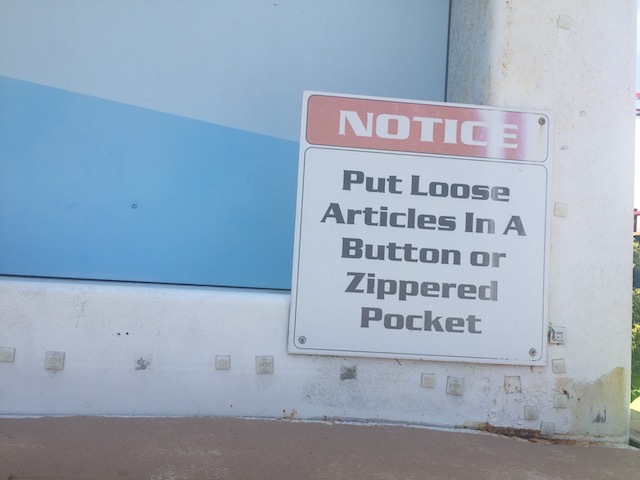 NOTICE
Put Loose
Articles In A
Button or
Zippered
Pocket